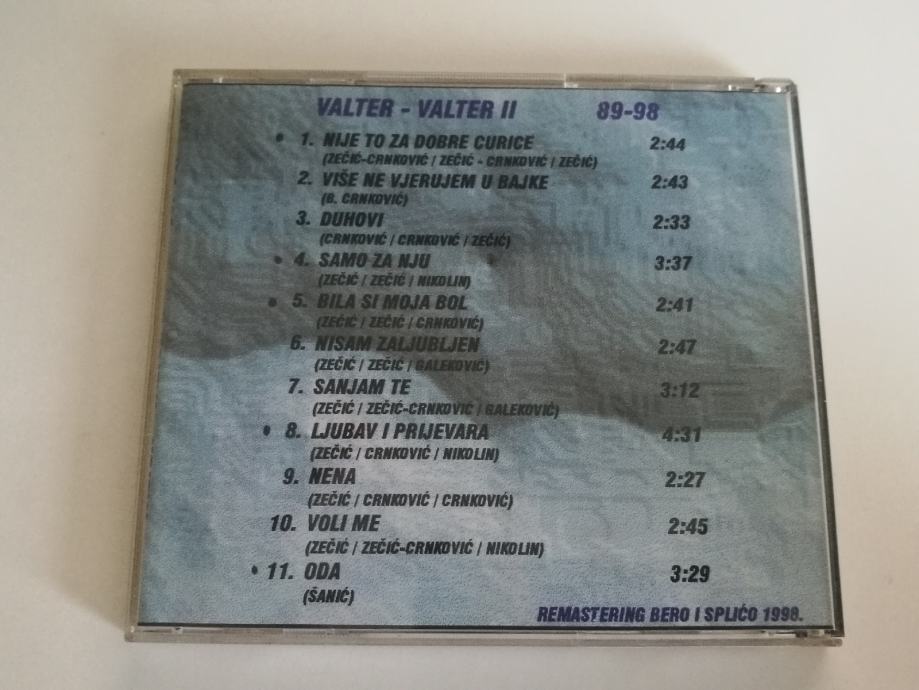 VALTER - VALTER II 89-98
• 1. NIJE TO ZA DOBRE CURICE 2:44
(ZEČIĆ-CRNKOVIĆ / ZEČIĆ - CRNKOVIĆ / ZEČIĆ)
2. VIŠE NE VJERUJEM U BAJKE 2:43
(B. CRNKOVIĆ)
3. DUHOVI 2:33
(CRNKOVIĆ / CRNKOVIĆ / ZEČIĆ)
• 4. SAMO ZA NJU 3:37
(ZEČIĆ / ZEČIĆ / NIKOLIN)
• 5. BILA SI MOJA BOL 2:41
(ZEČIĆ / ZEČIĆ / CRNKOVIĆ)
6. NISAM ZALJUBLJEN 2:47
(ZEČIĆ / ZEČIĆ / GALEKOVIĆ)
7. SANJAM TE 3:12
(ZEČIĆ / ZEČIĆ-CRNKOVIĆ / GALEKOVIĆ)
• 8. LJUBAV I PRIJEVARA 4:31
(ZEČIĆ / CRNKOVIĆ / NIKOLIN)
9. NENA 2:27
(ZEČIĆ / CRNKOVIĆ / CRNKOVIĆ)
10. VOLI ME 2:45
(ZEČIĆ / ZEČIĆ-CRNKOVIĆ / NIKOLIN)
• 11. ODA 3:29
(ŠANIĆ)
REMASTERING BERO I SPLIĆO 1998.